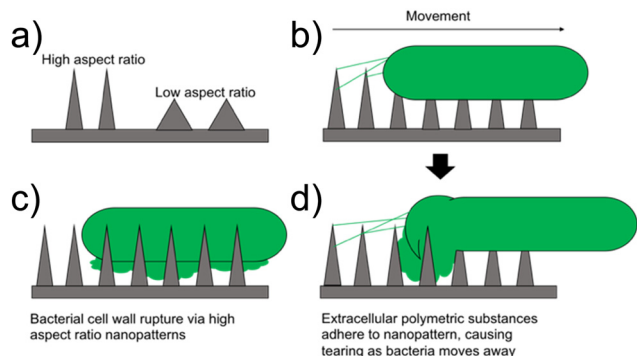 a)
High aspect ratio
Low aspect ratio
b)
Movement
c)
Bacterial cell wall rupture via high
aspect ratio nanopatterns
d)
Extracellular polymetric substances
adhere to nanopattern, causing
tearing as bacteria moves away